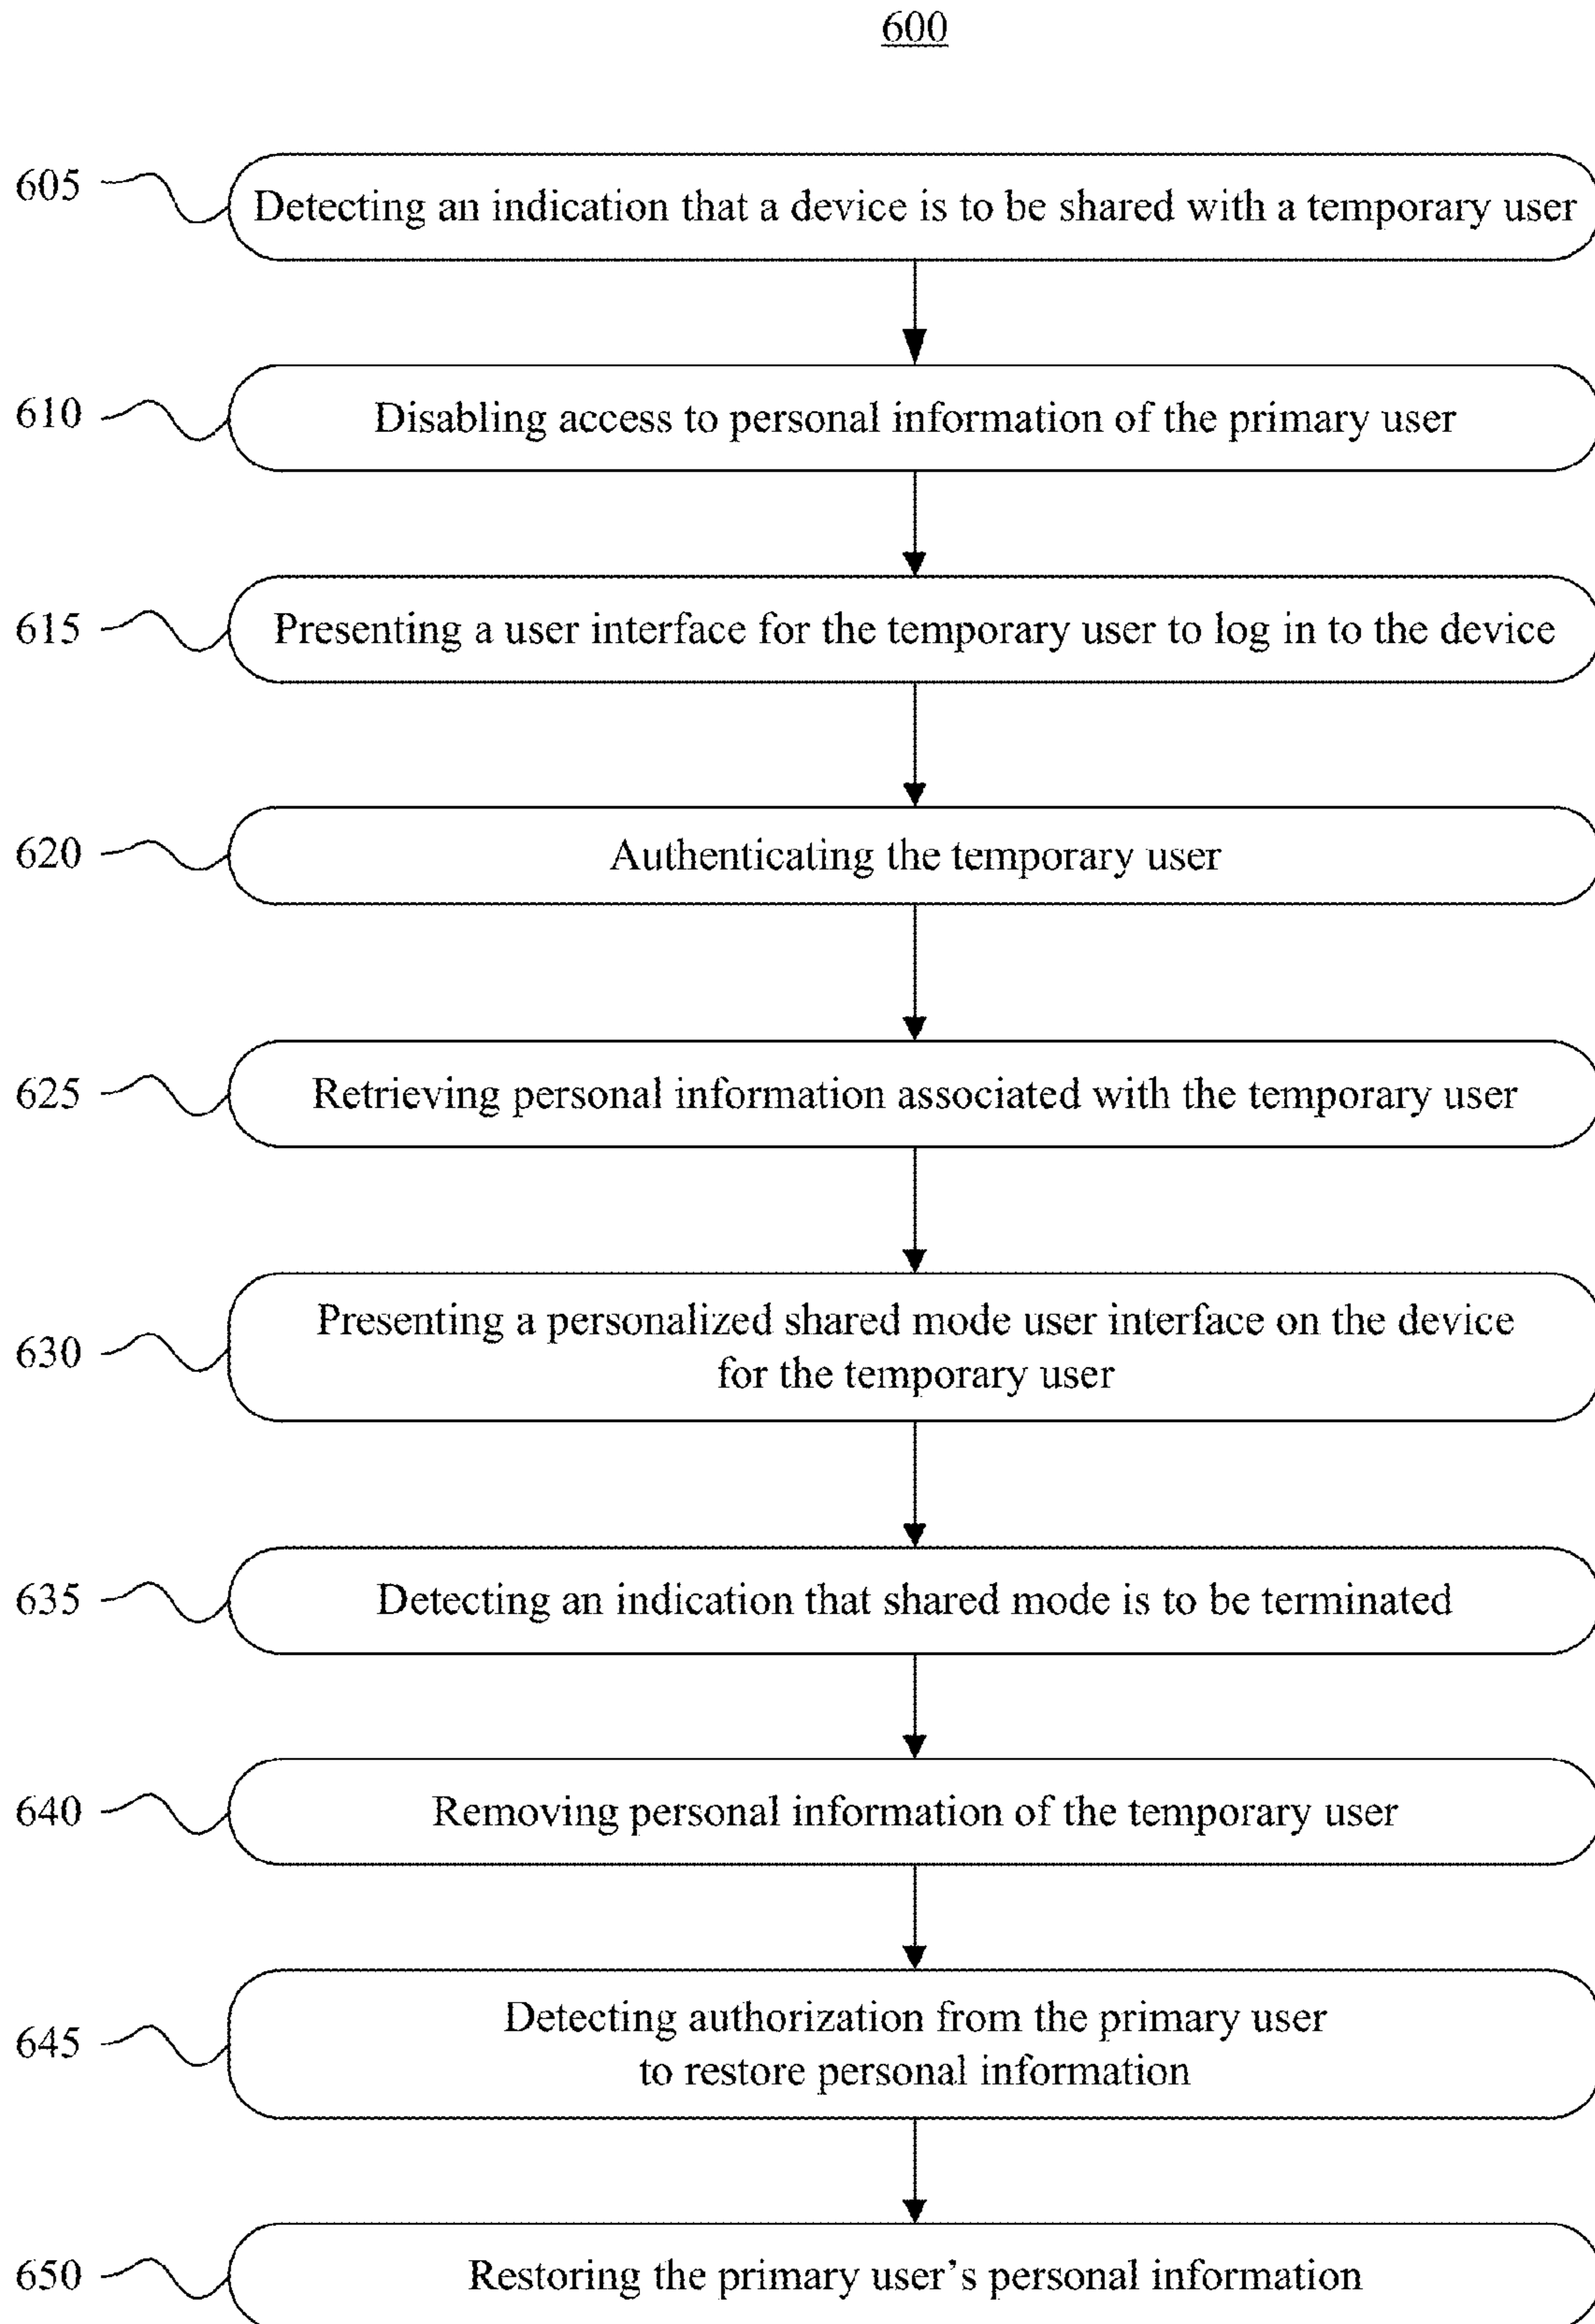 600
605
Detecting an indication that a device is to be shared with a temporary user
610
Disabling access to personal information of the primary user
615
Presenting a user interface for the temporary user to log in to the device
620
Authenticating the temporary user
625
Retrieving personal information associated with the temporary user
630
Presenting a personalized shared mode user interface on the device
for the temporary user
635
Detecting an indication that shared mode is to be terminated
640
Removing personal information of the temporary user
645
Detecting authorization from the primary user
to restore personal information
650
Restoring the primary user's personal information